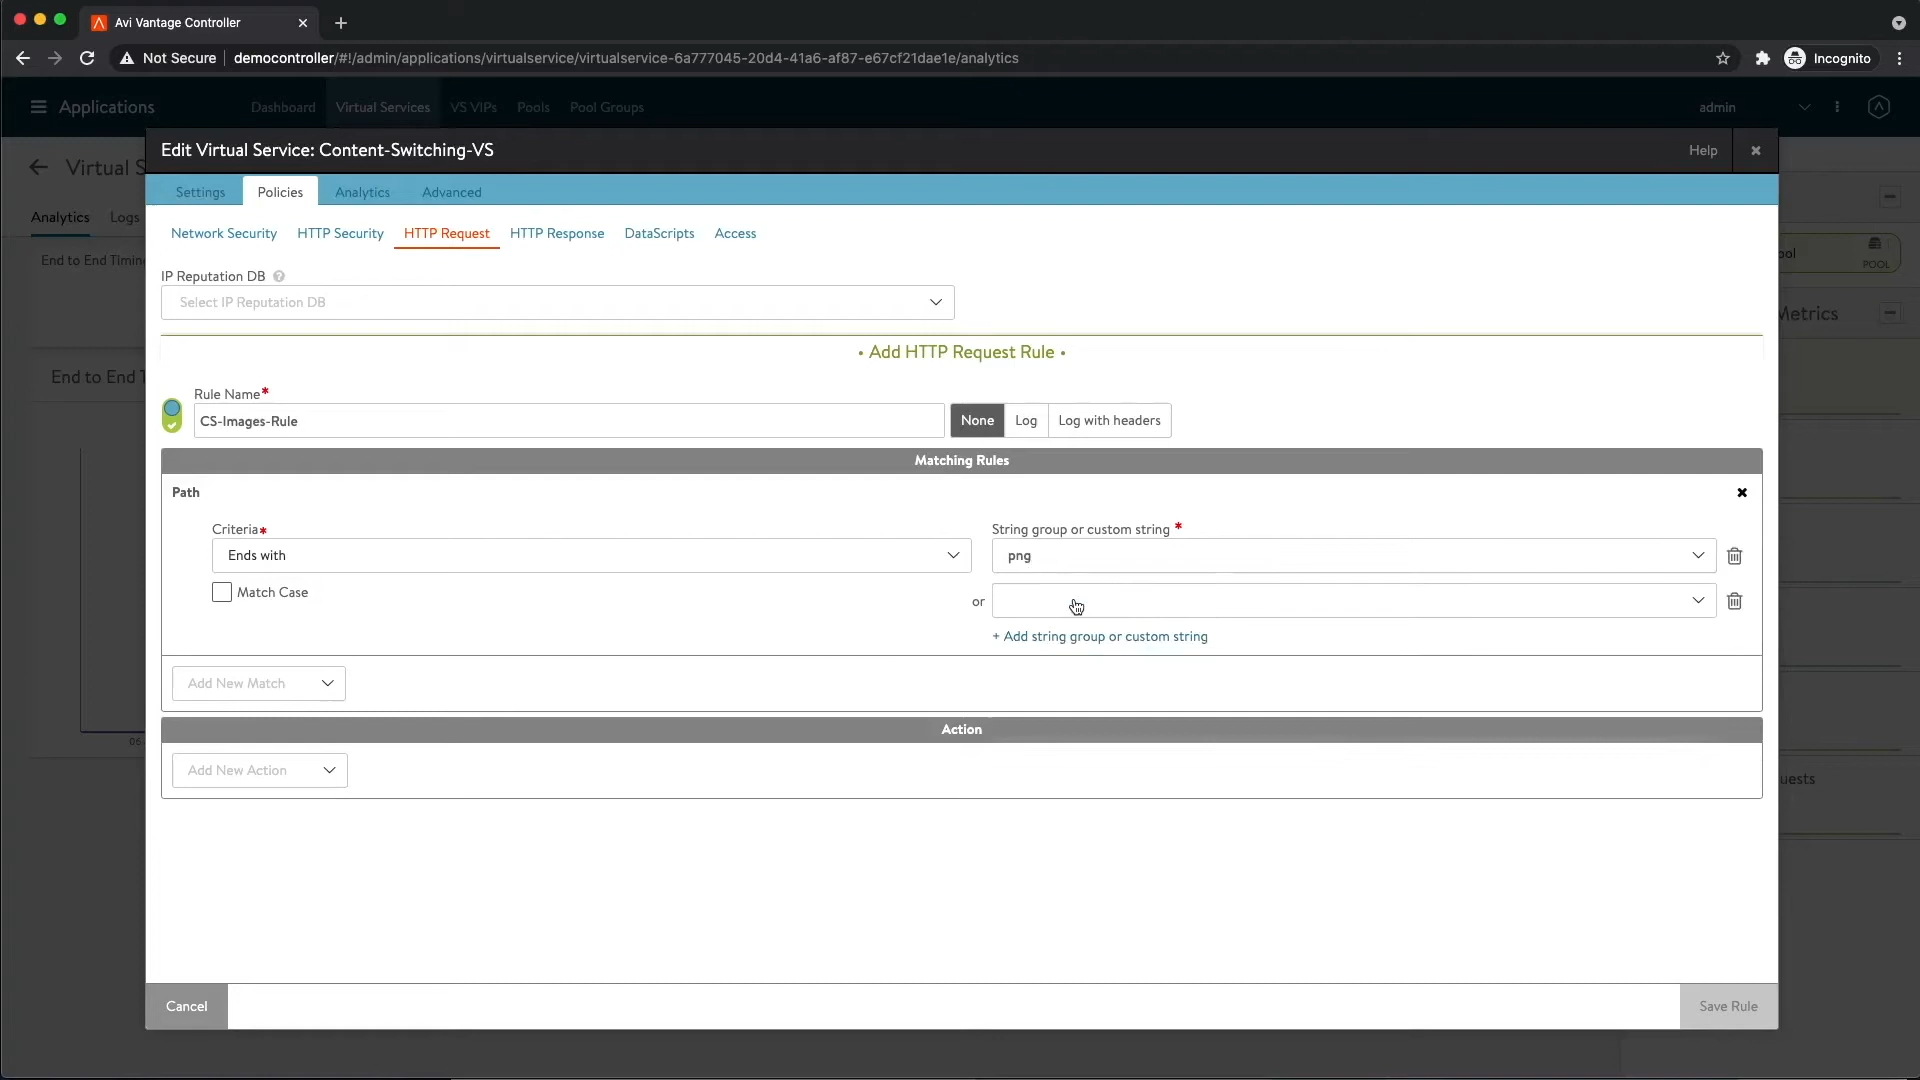 Avi Vantage Controller
Not Secure
democontroller/#!/admin/applications/virtualservice/virtualservice-6a777045-20d4-41a6-af87-e67cf21dae1e/analytics
Incognito
Applications
Dashboard
Virtual Services
VS VIPs
Pools
Pool Groups
admin
Edit Virtual Service: Content-Switching-VS
Help
Virtual S
Settings
Policies
Analytics
Advanced
Analytics
Logs
Network Security
HTTP Security
HTTP Request
HTTP Response
DataScripts
Access
End to End Timin
ool
POOL
IP Reputation DB
Select IP Reputation DB
Metrics
• Add HTTP Request Rule •
End to End T
Rule Name*
CS-Images-Rule
None
Log
Log with headers
Matching Rules
Path
Criteria*
String group or custom string *
Ends with
png
Match Case
or
+ Add string group or custom string
Add New Match
Action
06
Add New Action
uests
Cancel
Save Rule